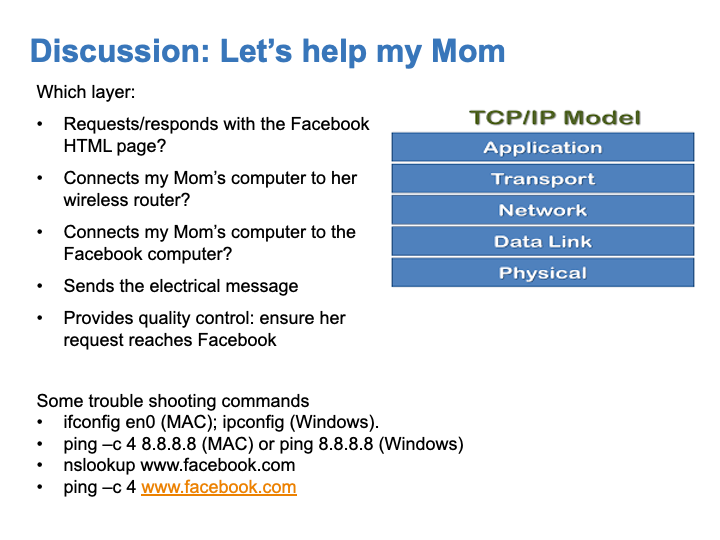 Discussion: Let’s help my Mom
Which layer:
• Requests/responds with the Facebook
HTML page?
• Connects my Mom’s computer to her
wireless router?
• Connects my Mom’s computer to the
Facebook computer?
• Sends the electrical message
• Provides quality control: ensure her
request reaches Facebook
TCP/IP Model
Application
Transport
Network
Data Link
Physical
Some trouble shooting commands
• ifconfig en0 (MAC); ipconfig (Windows).
• ping –c 4 8.8.8.8 (MAC) or ping 8.8.8.8 (Windows)
• nslookup www.facebook.com
• ping –c 4 www.facebook.com